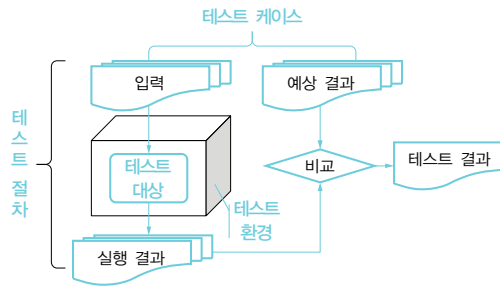 테스트 케이스
입력
예상 결과
테스트 절차
테스트
대상
비교
테스트 결과
테스트
환경
실행 결과